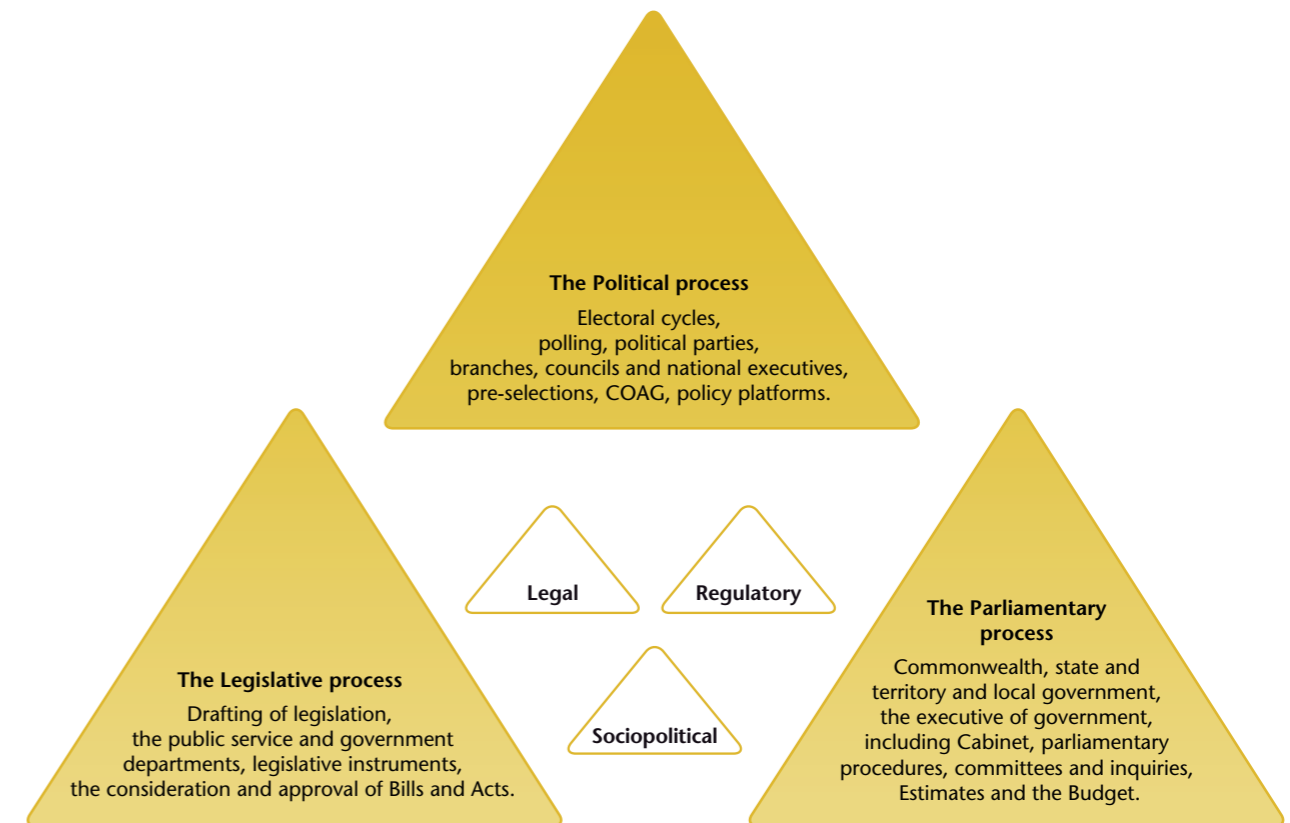 The Political process
Electoral cycles,
polling, political parties,
branches, councils and national executives,
pre-selections, COAG, policy platforms.
Legal
Regulatory
Sociopolitical
The Legislative process
Drafting of legislation,
the public service and government
departments, legislative instruments,
the consideration and approval of Bills and Acts.
The Parliamentary
process
Commonwealth, state and
territory and local government,
the executive of government,
including Cabinet, parliamentary
procedures, committees and inquiries,
Estimates and the Budget.